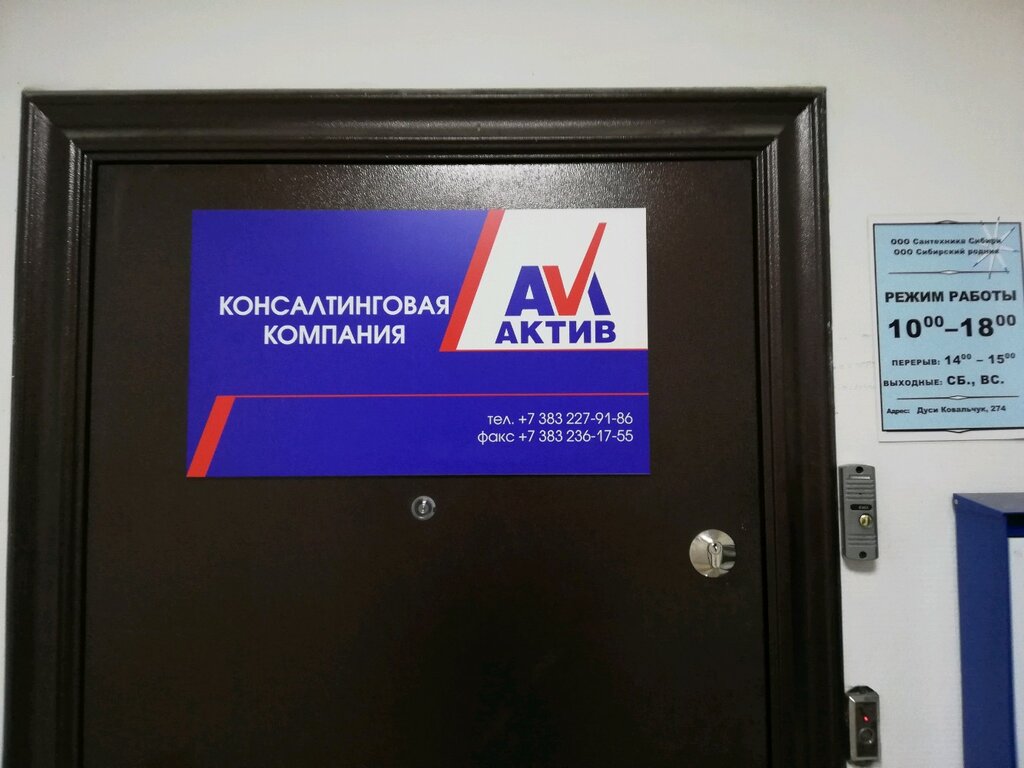 КОНСАЛТИНГОВАЯ
КОМПАНИЯ
АКТИВ
тел. +7 383 227-91-86
факс +7 383 236-17-55
ООО Сантехника Сибири
ООО Сибирский родник
РЕЖИМ РАБОТЫ
10⁰⁰–18⁰⁰
ПЕРЕРЫВ: 14⁰⁰ – 15⁰⁰
ВЫХОДНЫЕ: СБ., ВС.
Адрес: Дуси Ковальчук, 274